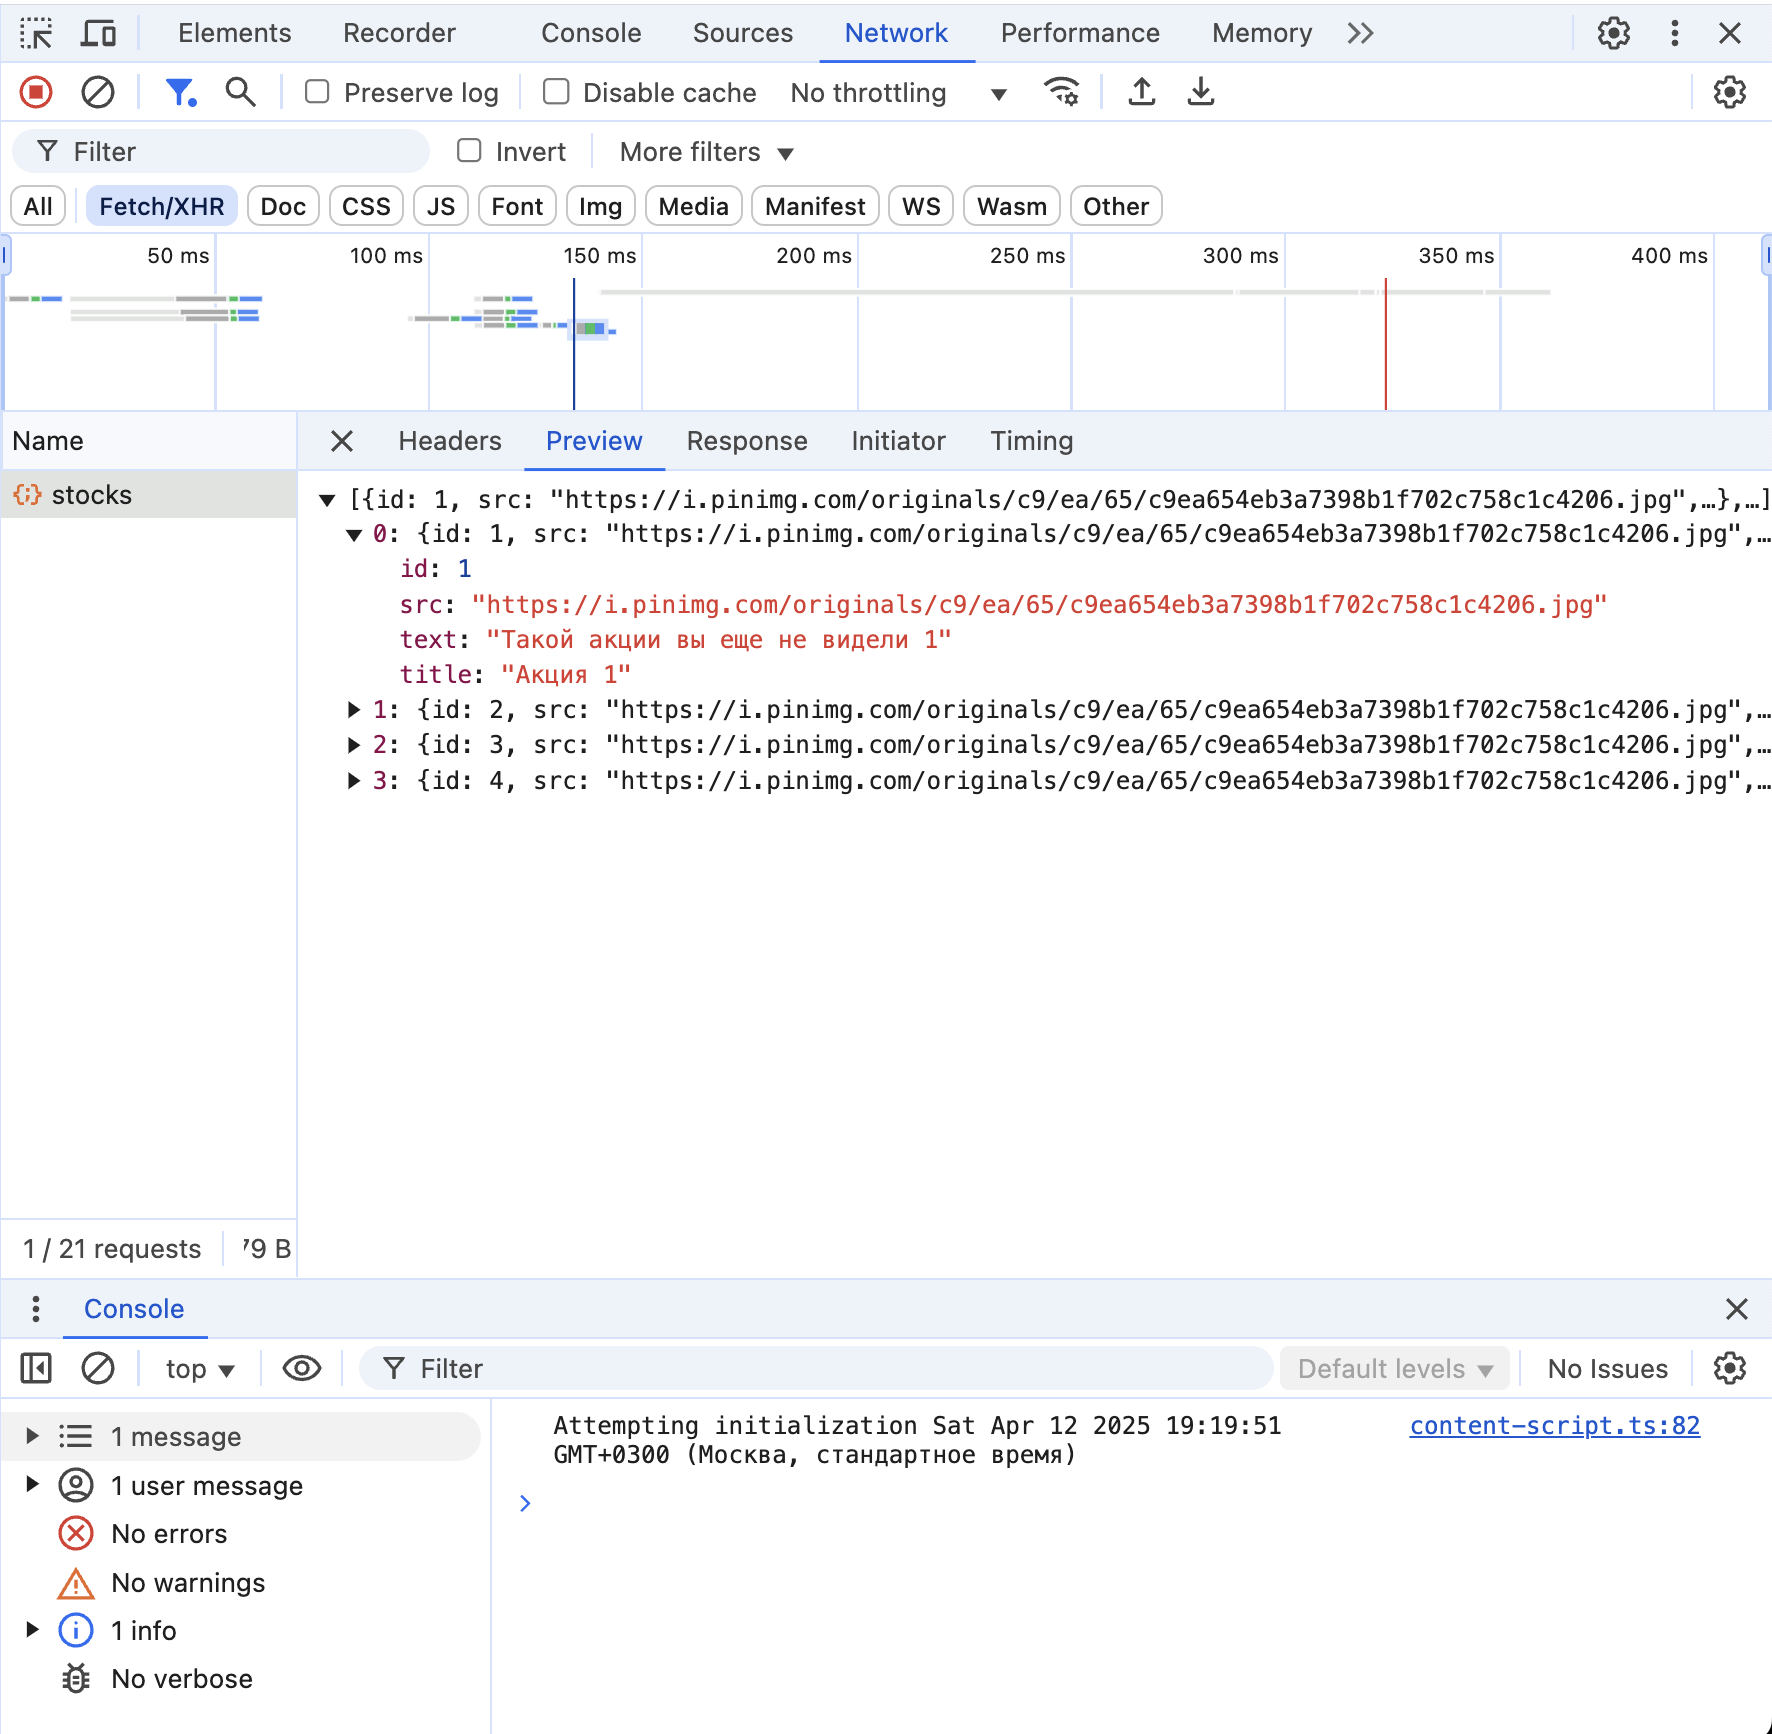 Elements Recorder Console Sources Network Performance Memory
Preserve log Disable cache No throttling
Filter Invert More filters
All Fetch/XHR Doc CSS JS Font Img Media Manifest WS Wasm Other
50 ms 100 ms 150 ms 200 ms 250 ms 300 ms 350 ms 400 ms
Name Headers Preview Response Initiator Timing
stocks
[{id: 1, src: "https://i.pinimg.com/originals/c9/ea/65/c9ea654eb3a7398b1f702c758c1c4206.jpg",…},…]
0: {id: 1, src: "https://i.pinimg.com/originals/c9/ea/65/c9ea654eb3a7398b1f702c758c1c4206.jpg",…
id: 1
src: "https://i.pinimg.com/originals/c9/ea/65/c9ea654eb3a7398b1f702c758c1c4206.jpg"
text: "Такой акции вы еще не видели 1"
title: "Акция 1"
1: {id: 2, src: "https://i.pinimg.com/originals/c9/ea/65/c9ea654eb3a7398b1f702c758c1c4206.jpg",…
2: {id: 3, src: "https://i.pinimg.com/originals/c9/ea/65/c9ea654eb3a7398b1f702c758c1c4206.jpg",…
3: {id: 4, src: "https://i.pinimg.com/originals/c9/ea/65/c9ea654eb3a7398b1f702c758c1c4206.jpg",…
1 / 21 requests 79 B
Console
top Filter Default levels No Issues
1 message
1 user message
No errors
No warnings
1 info
No verbose
Attempting initialization Sat Apr 12 2025 19:19:51 content-script.ts:82
GMT+0300 (Москва, стандартное время)